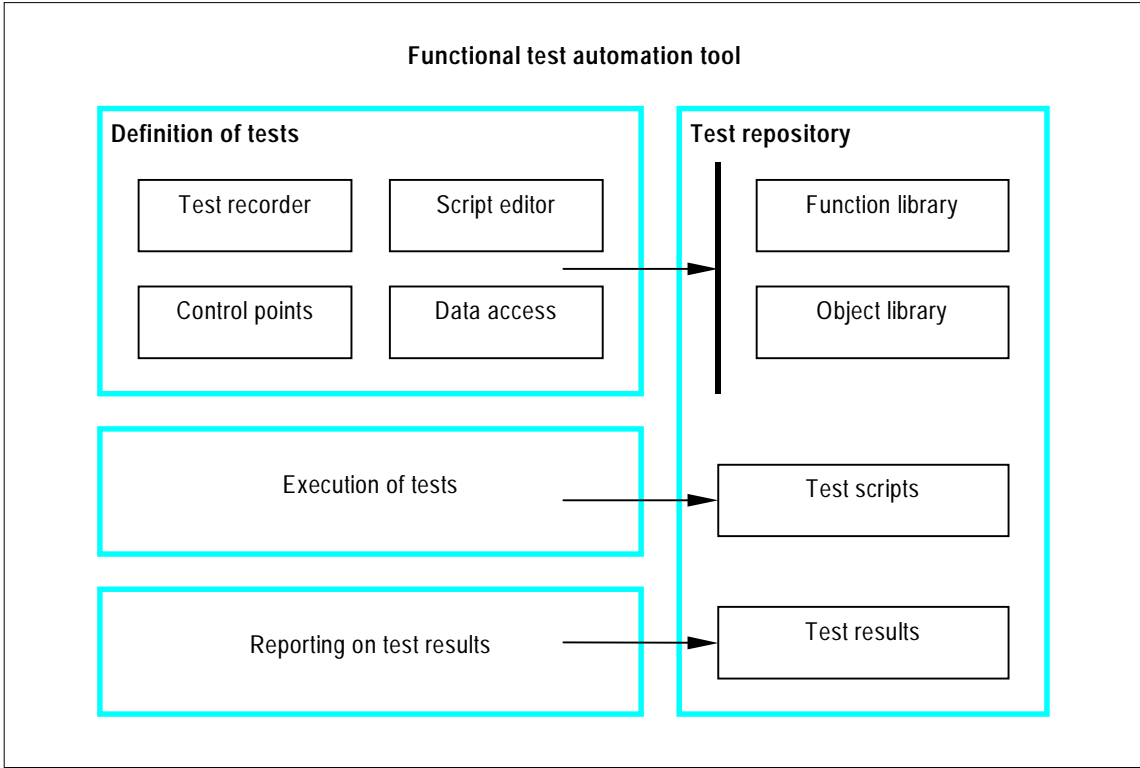 Functional test automation tool
Definition of tests
Test recorder
Script editor
Control points
Data access
Execution of tests
Reporting on test results
Test repository
Function library
Object library
Test scripts
Test results